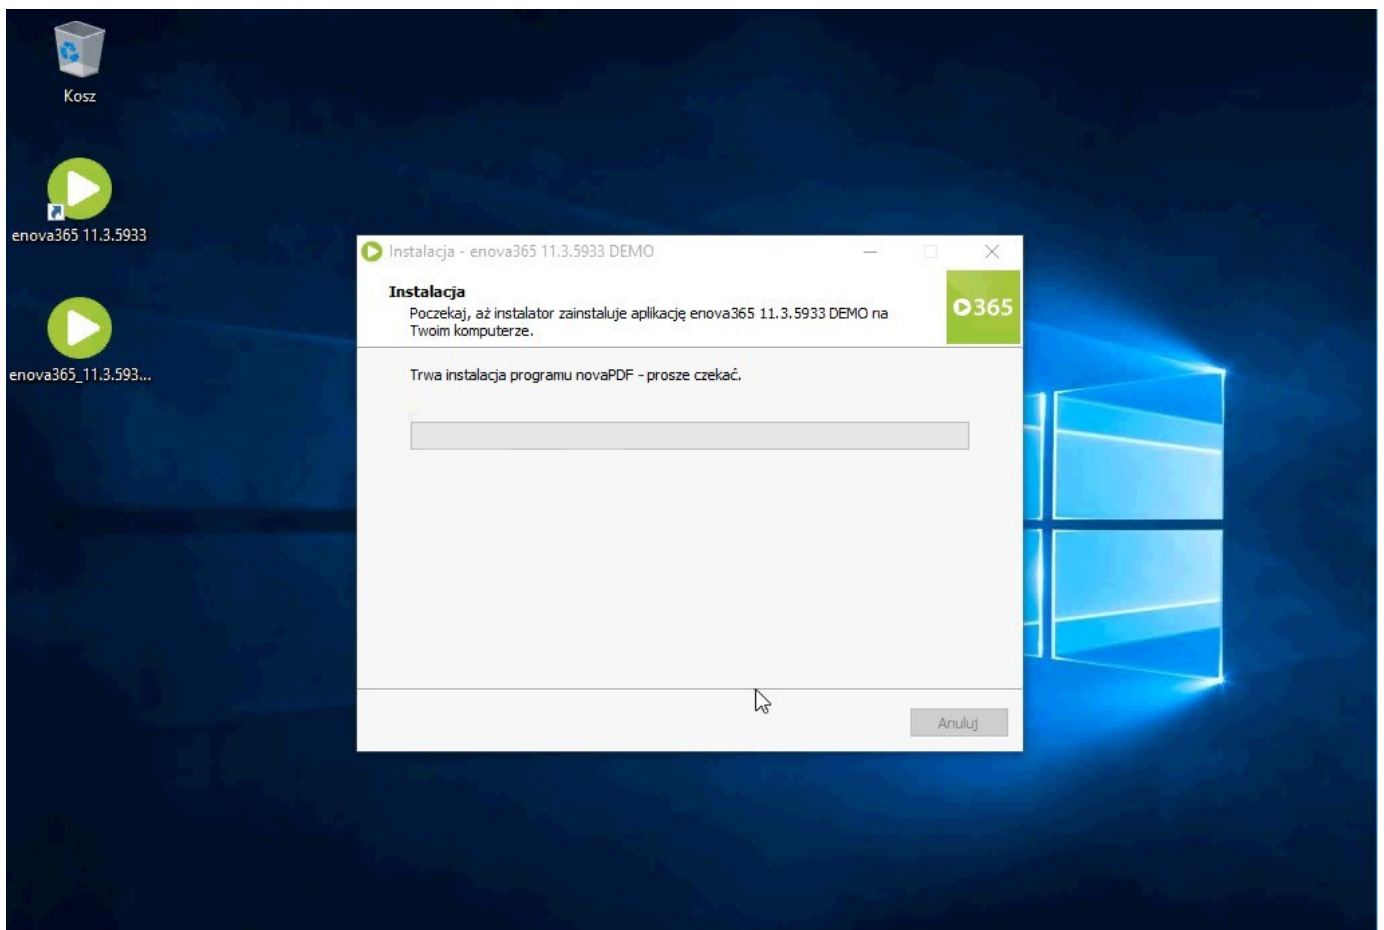 Kosz
enova365 11.3.5933
enova365_11.3.593...
Instalacja - enova365 11.3.5933 DEMO
Instalacja
Poczekaj, aż instalator zainstaluje aplikację enova365 11.3.5933 DEMO na
Twoim komputerze.
365
Trwa instalacja programu novaPDF - prosze czekać.
Anuluj